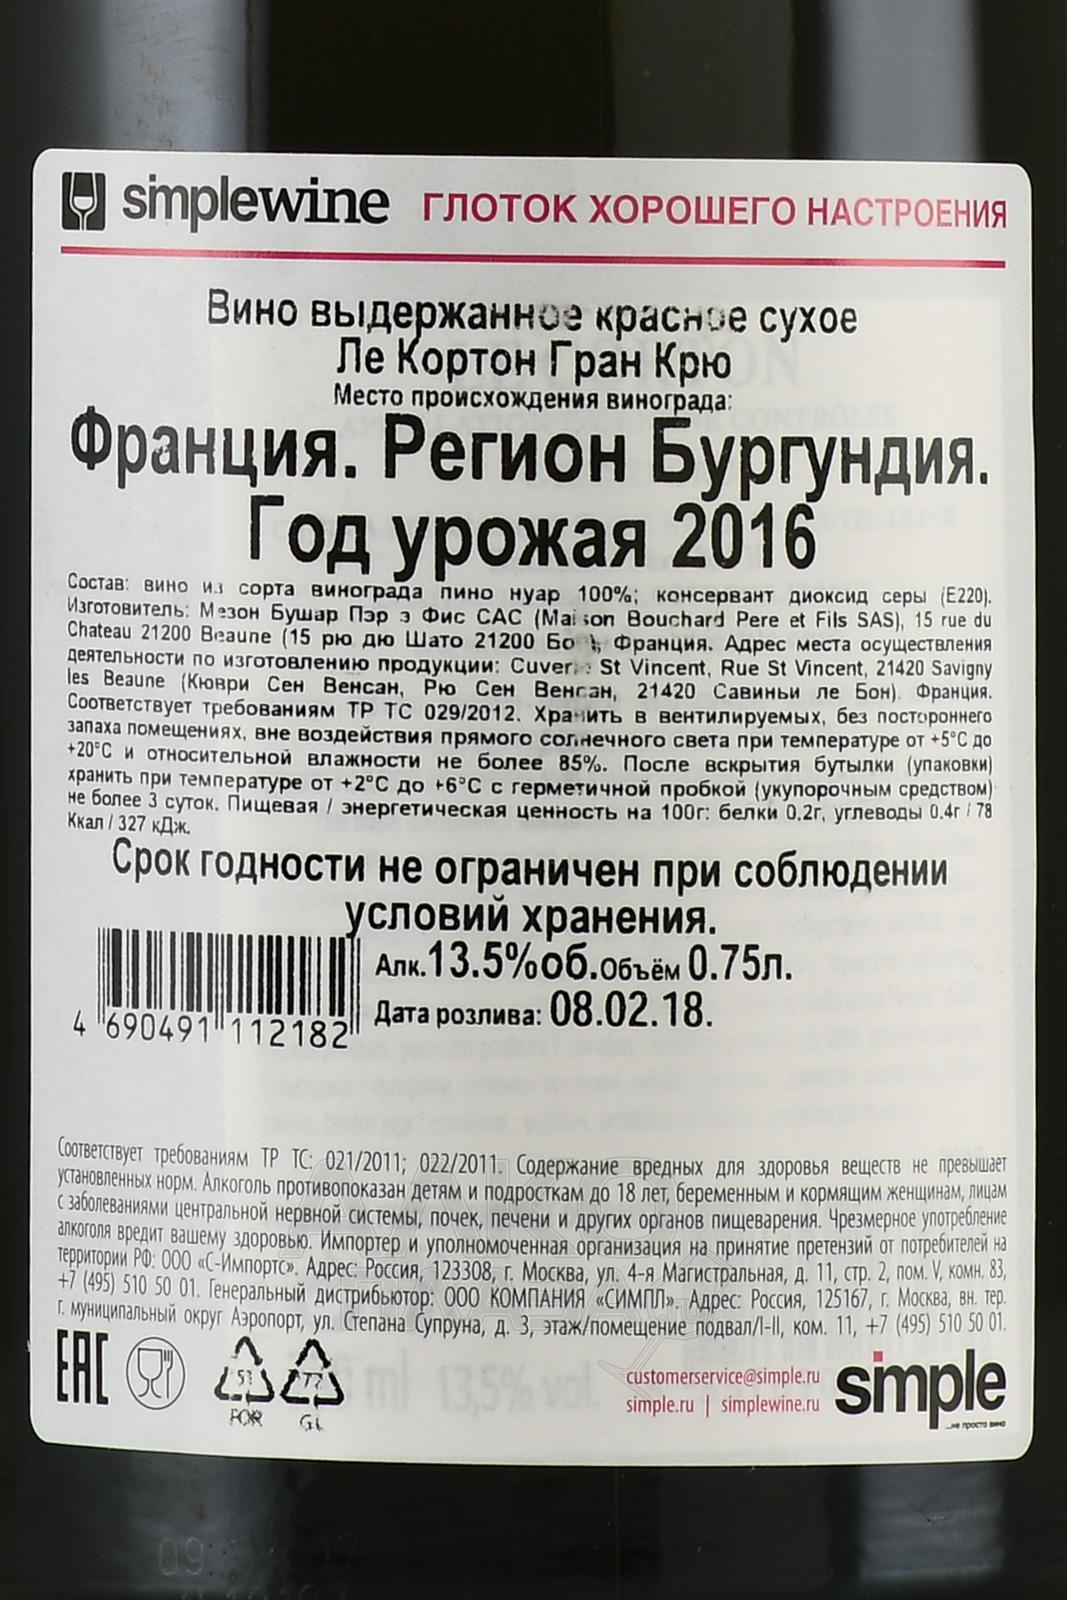 simplewine ГЛОТОК ХОРОШЕГО НАСТРОЕНИЯ
Вино выдержанное красное сухое
Ле Кортон Гран Крю
Место происхождения винограда:
Франция. Регион Бургундия.
Год урожая 2016
Состав: вино из сорта винограда пино нуар 100%; консервант диоксид серы (E220).
Изготовитель: Мэзон Бушар Пэр э Фис САС (Maison Bouchard Pere et Fils SAS), 15 rue du
Chateau 21200 Beaune (15 рю дю Шато 21200 Бон), Франция. Адрес места осуществления
деятельности по изготовлению продукции: Cuverie St Vincent, Rue St Vincent, 21420 Savigny
les Beaune (Кюври Сен Венсан, Рю Сен Венсан, 21420 Савиньи ле Бон). Франция.
Соответствует требованиям ТР ТС 029/2012. Хранить в вентилируемых, без постороннего
запаха помещениях, вне воздействия прямого солнечного света при температуре от +5°C до
+20°C и относительной влажности не более 85%. После вскрытия бутылки (упаковки)
хранить при температуре от +2°C до +6°C с герметичной пробкой (укупорочным средством)
не более 3 суток. Пищевая / энергетическая ценность на 100г: белки 0.2г, углеводы 0.4г / 78
Ккал / 327 кДж.
Срок годности не ограничен при соблюдении
условий хранения.
Алк.13.5%об.Объём 0.75л.
Дата розлива: 08.02.18.
4 690491 112182
Соответствует требованиям ТР ТС: 021/2011; 022/2011. Содержание вредных для здоровья веществ не превышает
установленных норм. Алкоголь противопоказан детям и подросткам до 18 лет, беременным и кормящим женщинам, лицам
с заболеваниями центральной нервной системы, почек, печени и других органов пищеварения. Чрезмерное употребление
алкоголя вредит вашему здоровью. Импортер и уполномоченная организация на принятие претензий от потребителей на
территории РФ: ООО «С-Импортс». Адрес: Россия, 123308, г. Москва, ул. 4-я Магистральная, д. 11, стр. 2, пом. V, комн. 83,
+7 (495) 510 50 01. Генеральный дистрибьютор: ООО КОМПАНИЯ «СИМПЛ». Адрес: Россия, 125167, г. Москва, вн. тер.
г. муниципальный округ Аэропорт, ул. Степана Супруна, д. 3, этаж/помещение подвал/I-II, ком. 11, +7 (495) 510 50 01.
EAC 51 77 customerservice@simple.ru simple
FOR GL simple.ru | simplewine.ru ...не просто вино